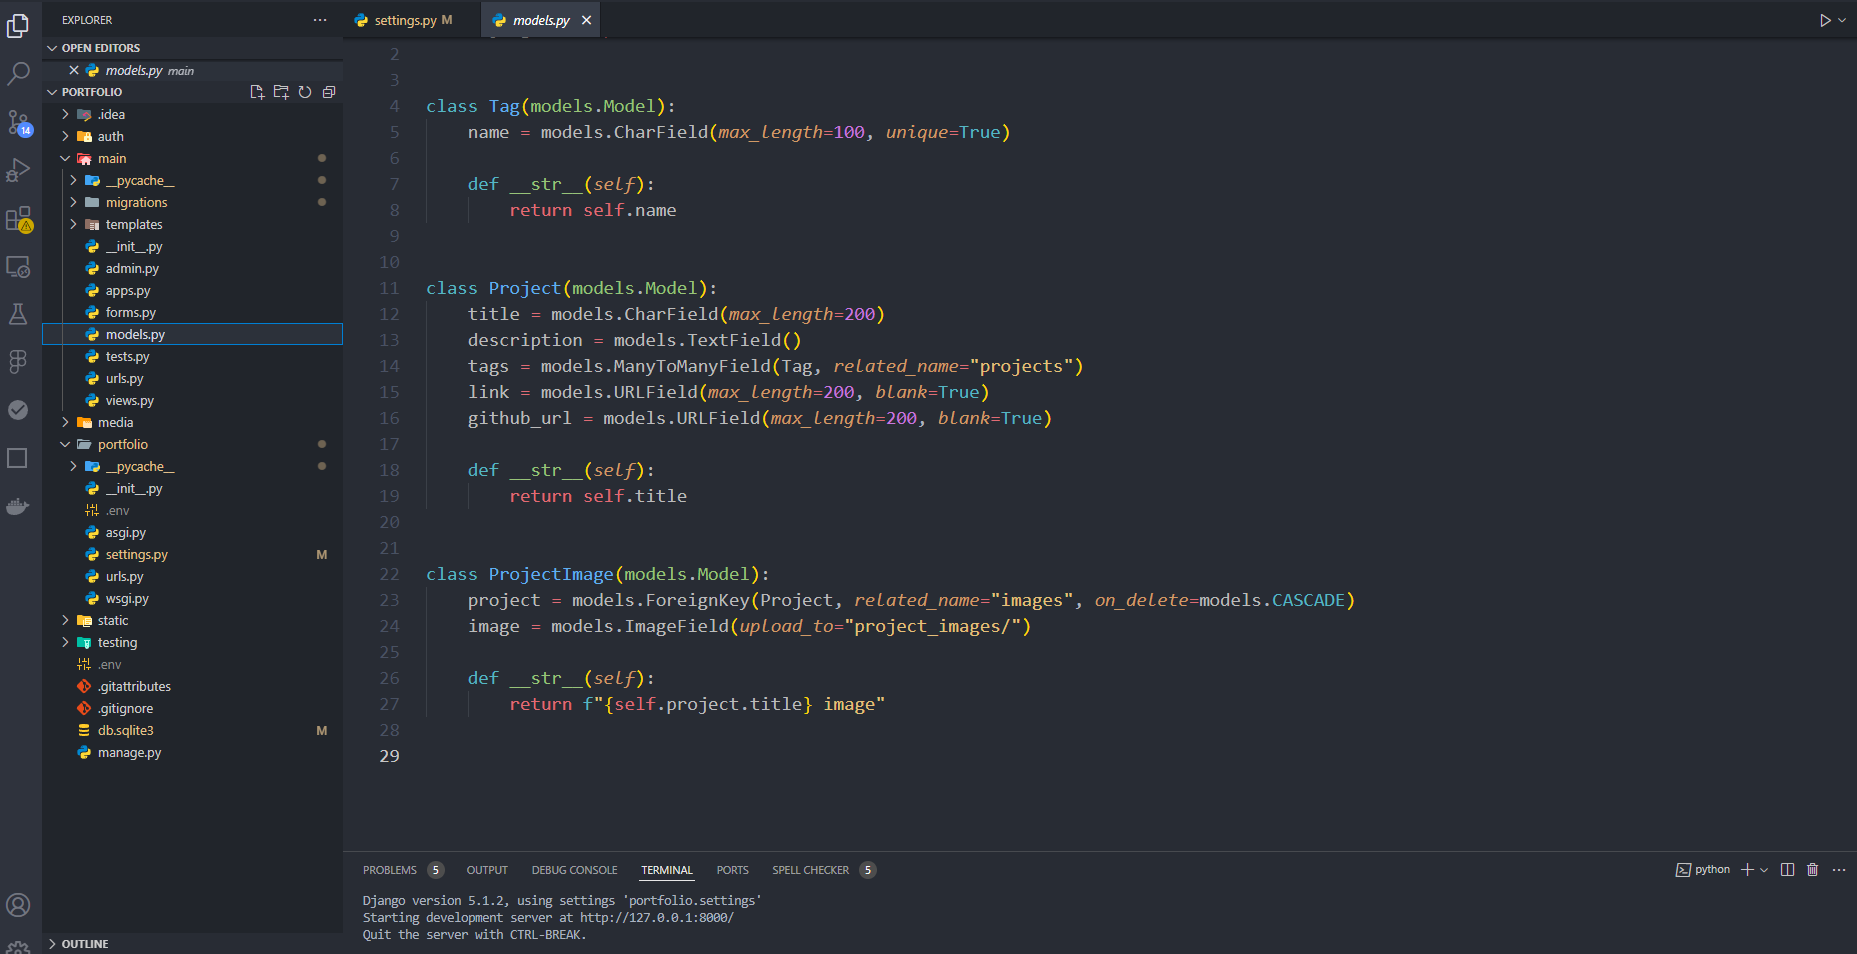 EXPLORER
settings.py M
models.py
OPEN EDITORS
models.py main
PORTFOLIO
.idea
auth
main
__pycache__
migrations
templates
__init__.py
admin.py
apps.py
forms.py
models.py
tests.py
urls.py
views.py
media
portfolio
__pycache__
__init__.py
.env
asgi.py
settings.py M
urls.py
wsgi.py
static
testing
.env
.gitattributes
.gitignore
db.sqlite3 M
manage.py
OUTLINE
14
2
3
4 class Tag(models.Model):
5 name = models.CharField(max_length=100, unique=True)
6
7 def __str__(self):
8 return self.name
9
10
11 class Project(models.Model):
12 title = models.CharField(max_length=200)
13 description = models.TextField()
14 tags = models.ManyToManyField(Tag, related_name="projects")
15 link = models.URLField(max_length=200, blank=True)
16 github_url = models.URLField(max_length=200, blank=True)
17
18 def __str__(self):
19 return self.title
20
21
22 class ProjectImage(models.Model):
23 project = models.ForeignKey(Project, related_name="images", on_delete=models.CASCADE)
24 image = models.ImageField(upload_to="project_images/")
25
26 def __str__(self):
27 return f"{self.project.title} image"
28
29
PROBLEMS 5 OUTPUT DEBUG CONSOLE TERMINAL PORTS SPELL CHECKER 5 python
Django version 5.1.2, using settings 'portfolio.settings'
Starting development server at http://127.0.0.1:8000/
Quit the server with CTRL-BREAK.